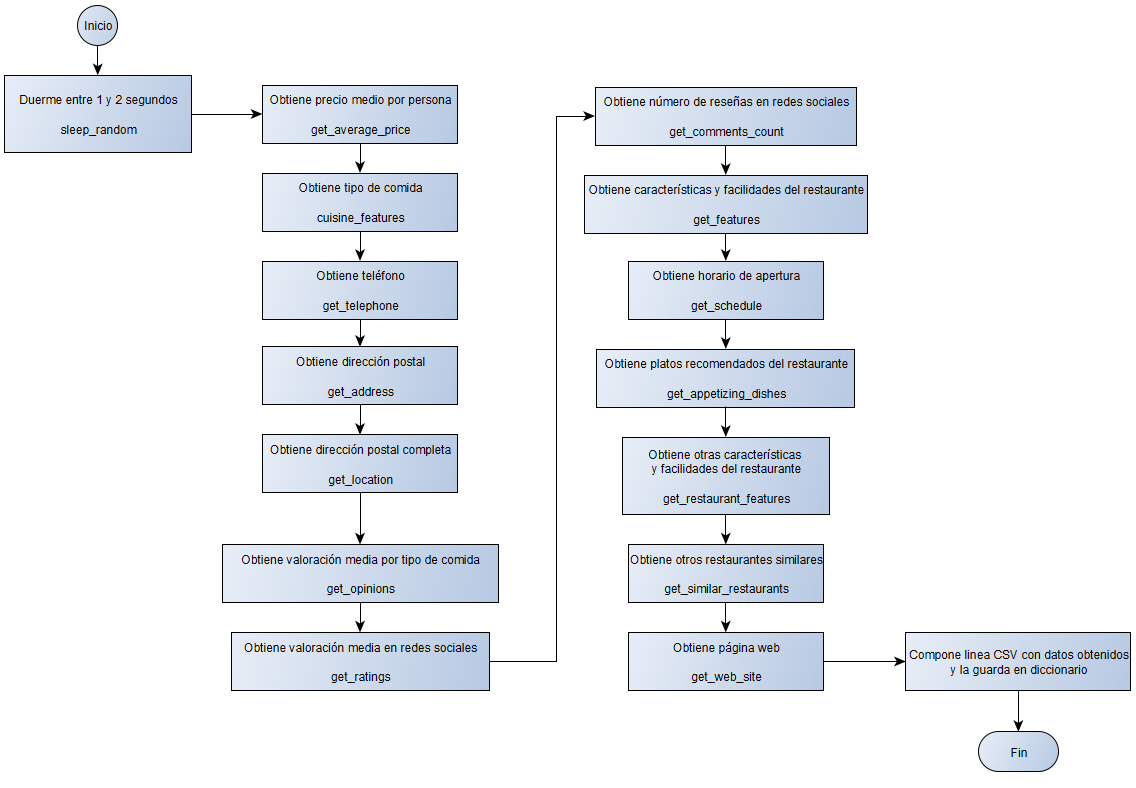 Inicio
Duerme entre 1 y 2 segundos
sleep_random
Obtiene precio medio por persona
get_average_price
Obtiene tipo de comida
cuisine_features
Obtiene teléfono
get_telephone
Obtiene dirección postal
get_address
Obtiene dirección postal completa
get_location
Obtiene valoración media por tipo de comida
get_opinions
Obtiene valoración media en redes sociales
get_ratings
Obtiene número de reseñas en redes sociales
get_comments_count
Obtiene características y facilidades del restaurante
get_features
Obtiene horario de apertura
get_schedule
Obtiene platos recomendados del restaurante
get_appetizing_dishes
Obtiene otras características
y facilidades del restaurante
get_restaurant_features
Obtiene otros restaurantes similares
get_similar_restaurants
Obtiene página web
get_web_site
Compone linea CSV con datos obtenidos
y la guarda en diccionario
Fin